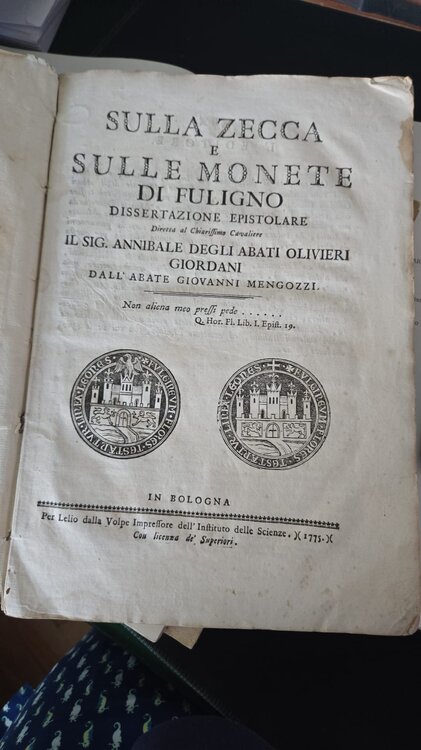 SULLA ZECCA
E
SULLE MONETE
DI FULIGNO
DISSERTAZIONE EPISTOLARE
Diretta al Chiarissimo Cavaliere
IL SIG. ANNIBALE DEGLI ABATI OLIVIERI
GIORDANI
DALL' ABATE GIOVANNI MENGOZZI.
Non aliena meo pressi pede . . . . . .
Q. Hor. Fl. Lib. I. Epist. 19.
IN BOLOGNA
Per Lelio dalla Volpe Impressore dell' Instituto delle Scienze. )( 1775. )(
Con licenza de' Superiori.